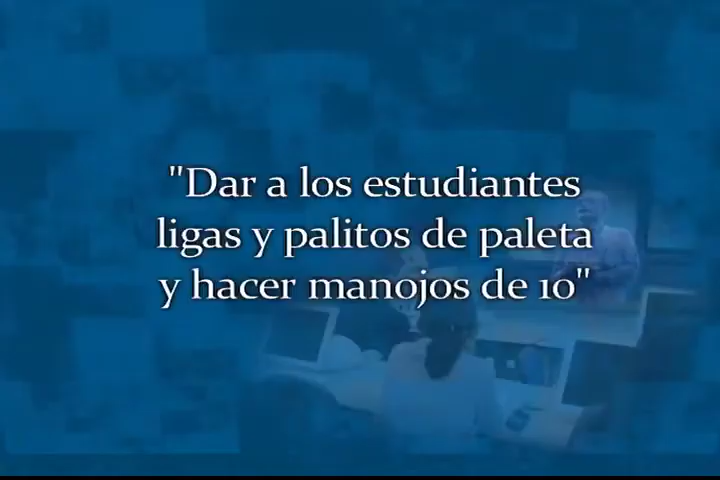 "Dar a los estudiantes
ligas y palitos de paleta
y hacer manojos de 10"